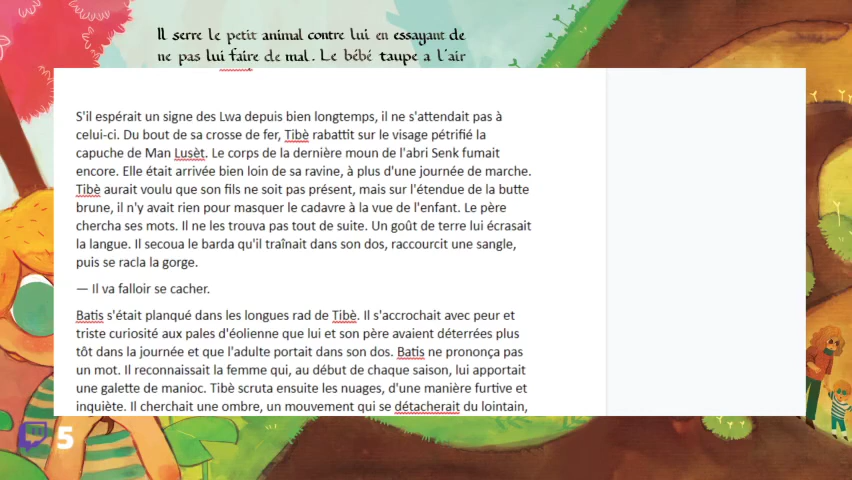 Il serre le petit animal contre lui en essayant de
ne pas lui faire de mal. Le bébé taupe a l'air
S'il espérait un signe des Lwa depuis bien longtemps, il ne s'attendait pas à
celui-ci. Du bout de sa crosse de fer, Tibè rabattit sur le visage pétrifié la
capuche de Man Lusèt. Le corps de la dernière moun de l'abri Senk fumait
encore. Elle était arrivée bien loin de sa ravine, à plus d'une journée de marche.
Tibè aurait voulu que son fils ne soit pas présent, mais sur l'étendue de la butte
brune, il n'y avait rien pour masquer le cadavre à la vue de l'enfant. Le père
chercha ses mots. Il ne les trouva pas tout de suite. Un goût de terre lui écrasait
la langue. Il secoua le barda qu'il traînait dans son dos, raccourcit une sangle,
puis se racla la gorge.
— Il va falloir se cacher.
Batis s'était planqué dans les longues rad de Tibè. Il s'accrochait avec peur et
triste curiosité aux pales d'éolienne que lui et son père avaient déterrées plus
tôt dans la journée et que l'adulte portait dans son dos. Batis ne prononça pas
un mot. Il reconnaissait la femme qui, au début de chaque saison, lui apportait
une galette de manioc. Tibè scruta ensuite les nuages, d'une manière furtive et
inquiète. Il cherchait une ombre, un mouvement qui se détacherait du lointain,
5